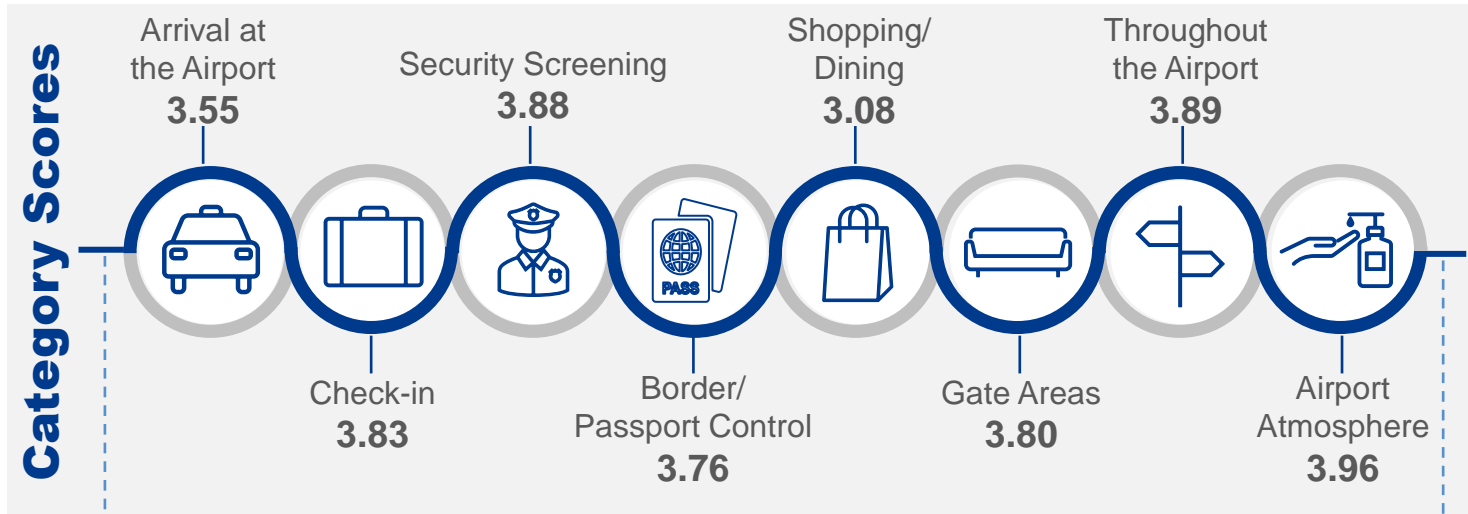 Category Scores
Arrival at
the Airport
3.55
Check-in
3.83
Security Screening
3.88
Border/
Passport Control
3.76
PASS
Shopping/
Dining
3.08
Gate Areas
3.80
Throughout
the Airport
3.89
Airport
Atmosphere
3.96